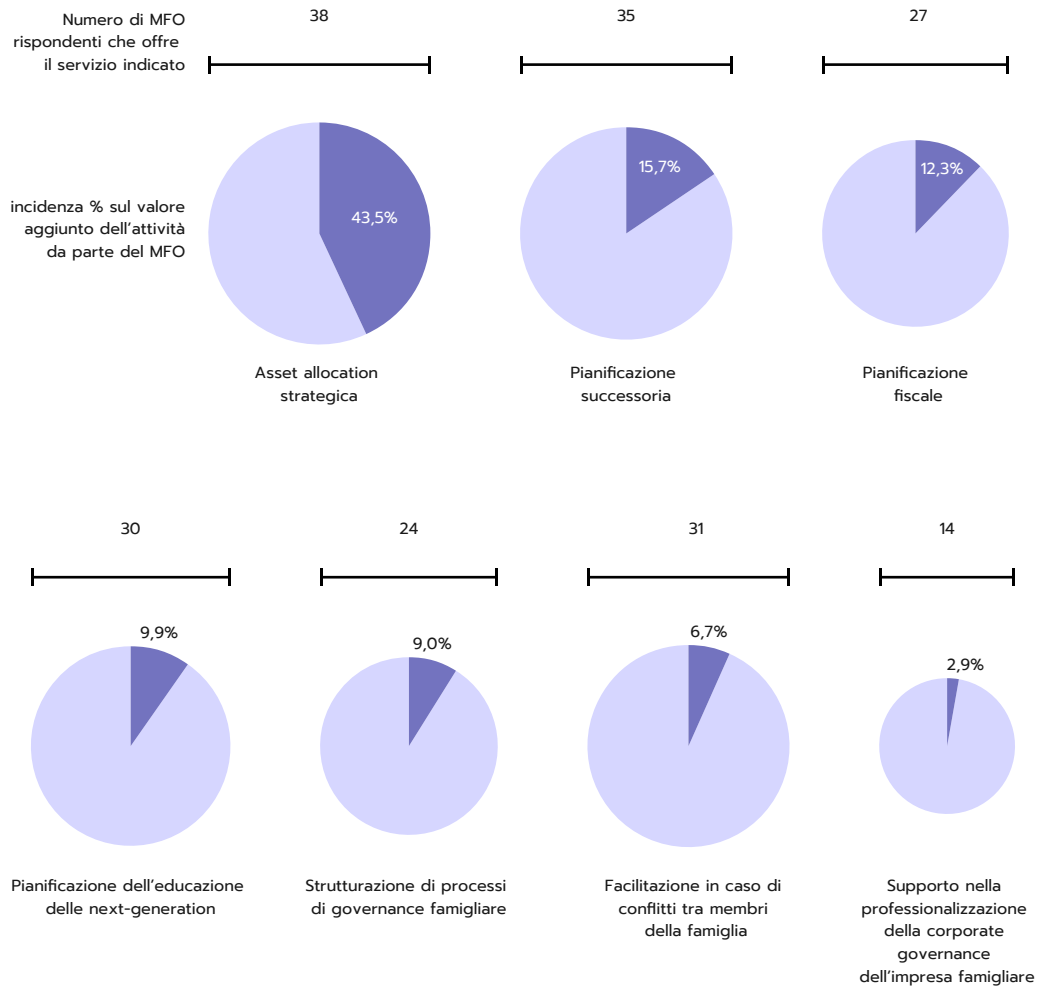 Numero di MFO
rispondenti che offre
il servizio indicato
38
35
27
incidenza % sul valore
aggiunto dell'attività
da parte del MFO
43,5%
15,7%
12,3%
Asset allocation
strategica
Pianificazione
successoria
Pianificazione
fiscale
30
24
31
14
9,9%
9,0%
6,7%
2,9%
Pianificazione dell'educazione
delle next-generation
Strutturazione di processi
di governance famigliare
Facilitazione in caso di
conflitti tra membri
della famiglia
Supporto nella
professionalizzazione
della corporate
governance
dell'impresa famigliare